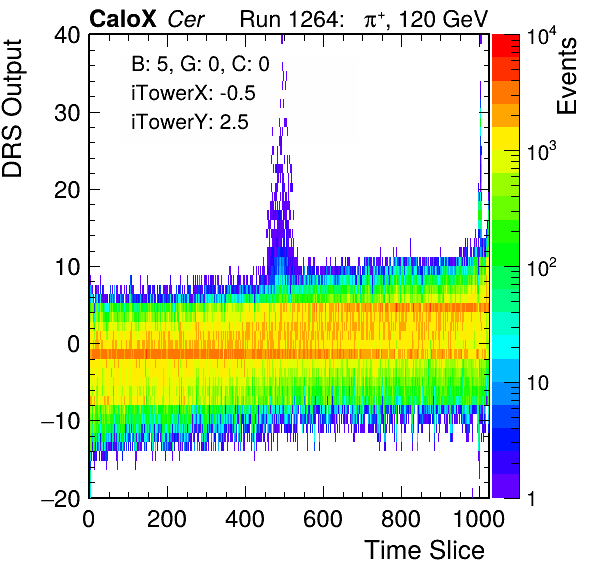 CaloX Cer Run 1264: π⁺, 120 GeV
DRS Output
Events
B: 5, G: 0, C: 0
iTowerX: -0.5
iTowerY: 2.5
40
30
20
10
0
−10
−20
0 200 400 600 800 1000
Time Slice
10⁴
10³
10²
10
1